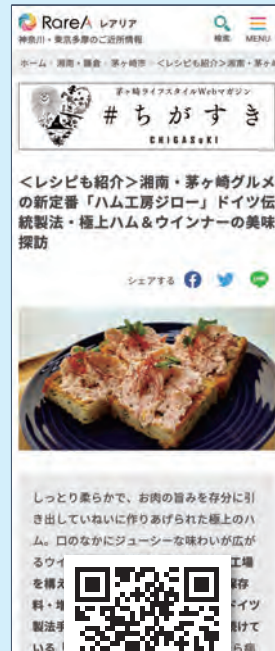 RareA レアリア
神奈川・東京多摩のご近所情報
検索 MENU
ホーム 湘南・鎌倉 茅ヶ崎市 <レシピも紹介>湘南・茅ヶ
茅ヶ崎ライフスタイルWebマガジン
#ちがすき
CHIGASuKI
<レシピも紹介>湘南・茅ヶ崎グルメ
の新定番「ハム工房ジロー」ドイツ伝
統製法・極上ハム&ウインナーの美味
探訪
シェアする
LINE
しっとり柔らかで、お肉の旨みを存分に引
き出していねいに作りあげられた極上のハ
ム。口のなかにジューシーな味わいが広が
るウイ 工場
を構え 保存
料・増 ドイツ
製法手 続けて
いる